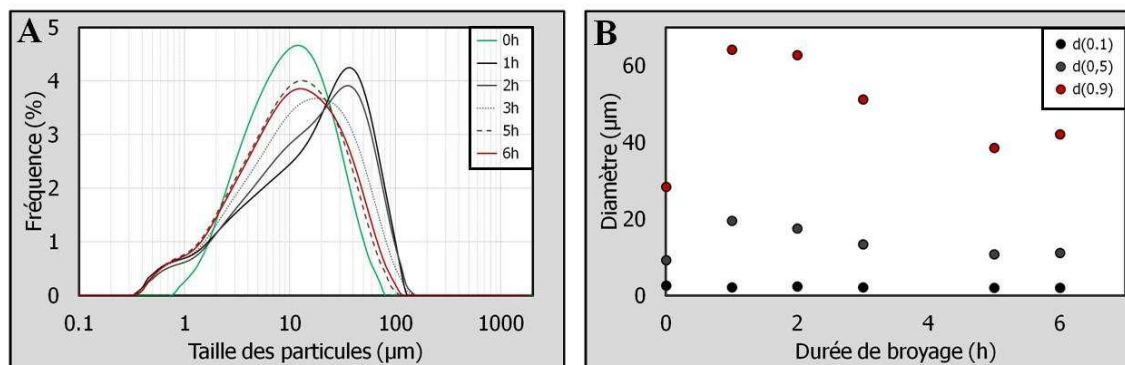 A
5
4
3
2
1
0
Fréquence (%)
0.1 1 10 100 1000
Taille des particules (µm)
0h
1h
2h
3h
5h
6h
B
60
40
20
0
Diamètre (µm)
0 2 4 6
Durée de broyage (h)
d(0.1)
d(0,5)
d(0.9)